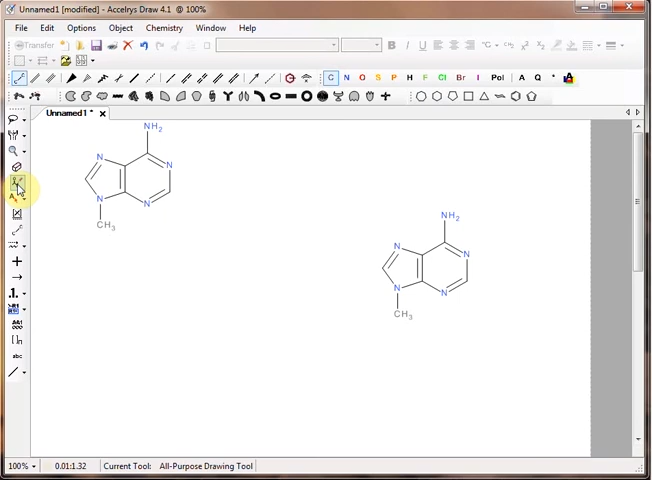 Unnamed1 [modified] - Accelrys Draw 4.1 @ 100%
File Edit Options Object Chemistry Window Help
Transfer
B I U
C N O S P H F Cl Br I Pol A Q * A
Unnamed1 *
NH2
N N
N N
CH3
NH2
N N
N N
CH3
abc
100% 0.01:1.32 Current Tool: All-Purpose Drawing Tool